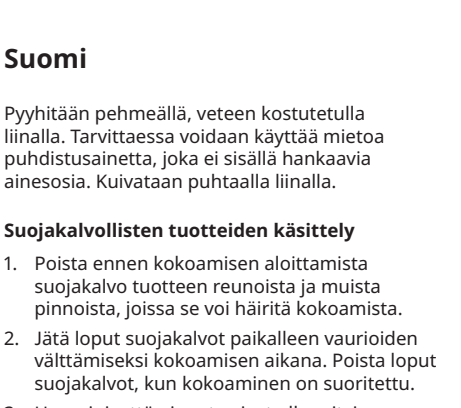 Suomi
Pyyhitään pehmeällä, veteen kostutetulla
liinalla. Tarvittaessa voidaan käyttää mietoa
puhdistusainetta, joka ei sisällä hankaavia
ainesosia. Kuivataan puhtaalla liinalla.
Suojakalvollisten tuotteiden käsittely
1. Poista ennen kokoamisen aloittamista
suojakalvo tuotteen reunoista ja muista
pinnoista, joissa se voi häiritä kokoamista.
2. Jätä loput suojakalvot paikalleen vaurioiden
välttämiseksi kokoamisen aikana. Poista loput
suojakalvot, kun kokoaminen on suoritettu.